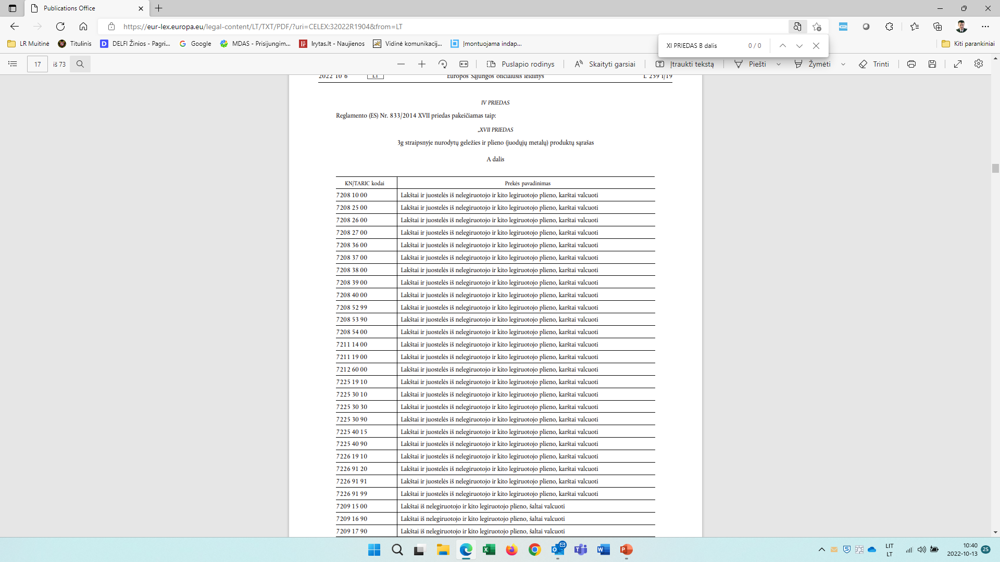 Publications Office
https://eur-lex.europa.eu/legal-content/LT/TXT/PDF/?uri=CELEX:32022R1904&from=LT
LR Muitinė
Titulinis
DELFI Žinios - Pagri...
Google
MDAS - Prisijungim...
lrytas.lt - Naujienos
Vidinė komunikacij...
Įmontuojama indap...
Kiti parankiniai
XI PRIEDAS B dalis 0 / 0
17 iš 73
Puslapio rodinys
Skaityti garsiai
Įtraukti tekstą
Piešti
Žymėti
Trinti
2022 10 6 LT Europos Sąjungos oficialusis leidinys L 259 I/19
IV PRIEDAS
Reglamento (ES) Nr. 833/2014 XVII priedas pakeičiamas taip:
„XVII PRIEDAS
3g straipsnyje nurodytų geležies ir plieno (juodųjų metalų) produktų sąrašas
A dalis
KN/TARIC kodai Prekės pavadinimas
7208 10 00 Lakštai ir juostelės iš nelegiruotojo ir kito legiruotojo plieno, karštai valcuoti
7208 25 00 Lakštai ir juostelės iš nelegiruotojo ir kito legiruotojo plieno, karštai valcuoti
7208 26 00 Lakštai ir juostelės iš nelegiruotojo ir kito legiruotojo plieno, karštai valcuoti
7208 27 00 Lakštai ir juostelės iš nelegiruotojo ir kito legiruotojo plieno, karštai valcuoti
7208 36 00 Lakštai ir juostelės iš nelegiruotojo ir kito legiruotojo plieno, karštai valcuoti
7208 37 00 Lakštai ir juostelės iš nelegiruotojo ir kito legiruotojo plieno, karštai valcuoti
7208 38 00 Lakštai ir juostelės iš nelegiruotojo ir kito legiruotojo plieno, karštai valcuoti
7208 39 00 Lakštai ir juostelės iš nelegiruotojo ir kito legiruotojo plieno, karštai valcuoti
7208 40 00 Lakštai ir juostelės iš nelegiruotojo ir kito legiruotojo plieno, karštai valcuoti
7208 52 99 Lakštai ir juostelės iš nelegiruotojo ir kito legiruotojo plieno, karštai valcuoti
7208 53 90 Lakštai ir juostelės iš nelegiruotojo ir kito legiruotojo plieno, karštai valcuoti
7208 54 00 Lakštai ir juostelės iš nelegiruotojo ir kito legiruotojo plieno, karštai valcuoti
7211 14 00 Lakštai ir juostelės iš nelegiruotojo ir kito legiruotojo plieno, karštai valcuoti
7211 19 00 Lakštai ir juostelės iš nelegiruotojo ir kito legiruotojo plieno, karštai valcuoti
7212 60 00 Lakštai ir juostelės iš nelegiruotojo ir kito legiruotojo plieno, karštai valcuoti
7225 19 10 Lakštai ir juostelės iš nelegiruotojo ir kito legiruotojo plieno, karštai valcuoti
7225 30 10 Lakštai ir juostelės iš nelegiruotojo ir kito legiruotojo plieno, karštai valcuoti
7225 30 30 Lakštai ir juostelės iš nelegiruotojo ir kito legiruotojo plieno, karštai valcuoti
7225 30 90 Lakštai ir juostelės iš nelegiruotojo ir kito legiruotojo plieno, karštai valcuoti
7225 40 15 Lakštai ir juostelės iš nelegiruotojo ir kito legiruotojo plieno, karštai valcuoti
7225 40 90 Lakštai ir juostelės iš nelegiruotojo ir kito legiruotojo plieno, karštai valcuoti
7226 19 10 Lakštai ir juostelės iš nelegiruotojo ir kito legiruotojo plieno, karštai valcuoti
7226 91 20 Lakštai ir juostelės iš nelegiruotojo ir kito legiruotojo plieno, karštai valcuoti
7226 91 91 Lakštai ir juostelės iš nelegiruotojo ir kito legiruotojo plieno, karštai valcuoti
7226 91 99 Lakštai ir juostelės iš nelegiruotojo ir kito legiruotojo plieno, karštai valcuoti
7209 15 00 Lakštai iš nelegiruotojo ir kito legiruotojo plieno, šaltai valcuoti
7209 16 90 Lakštai iš nelegiruotojo ir kito legiruotojo plieno, šaltai valcuoti
7209 17 90 Lakštai iš nelegiruotojo ir kito legiruotojo plieno, šaltai valcuoti
LIT
LT
10:40
2022-10-13
25